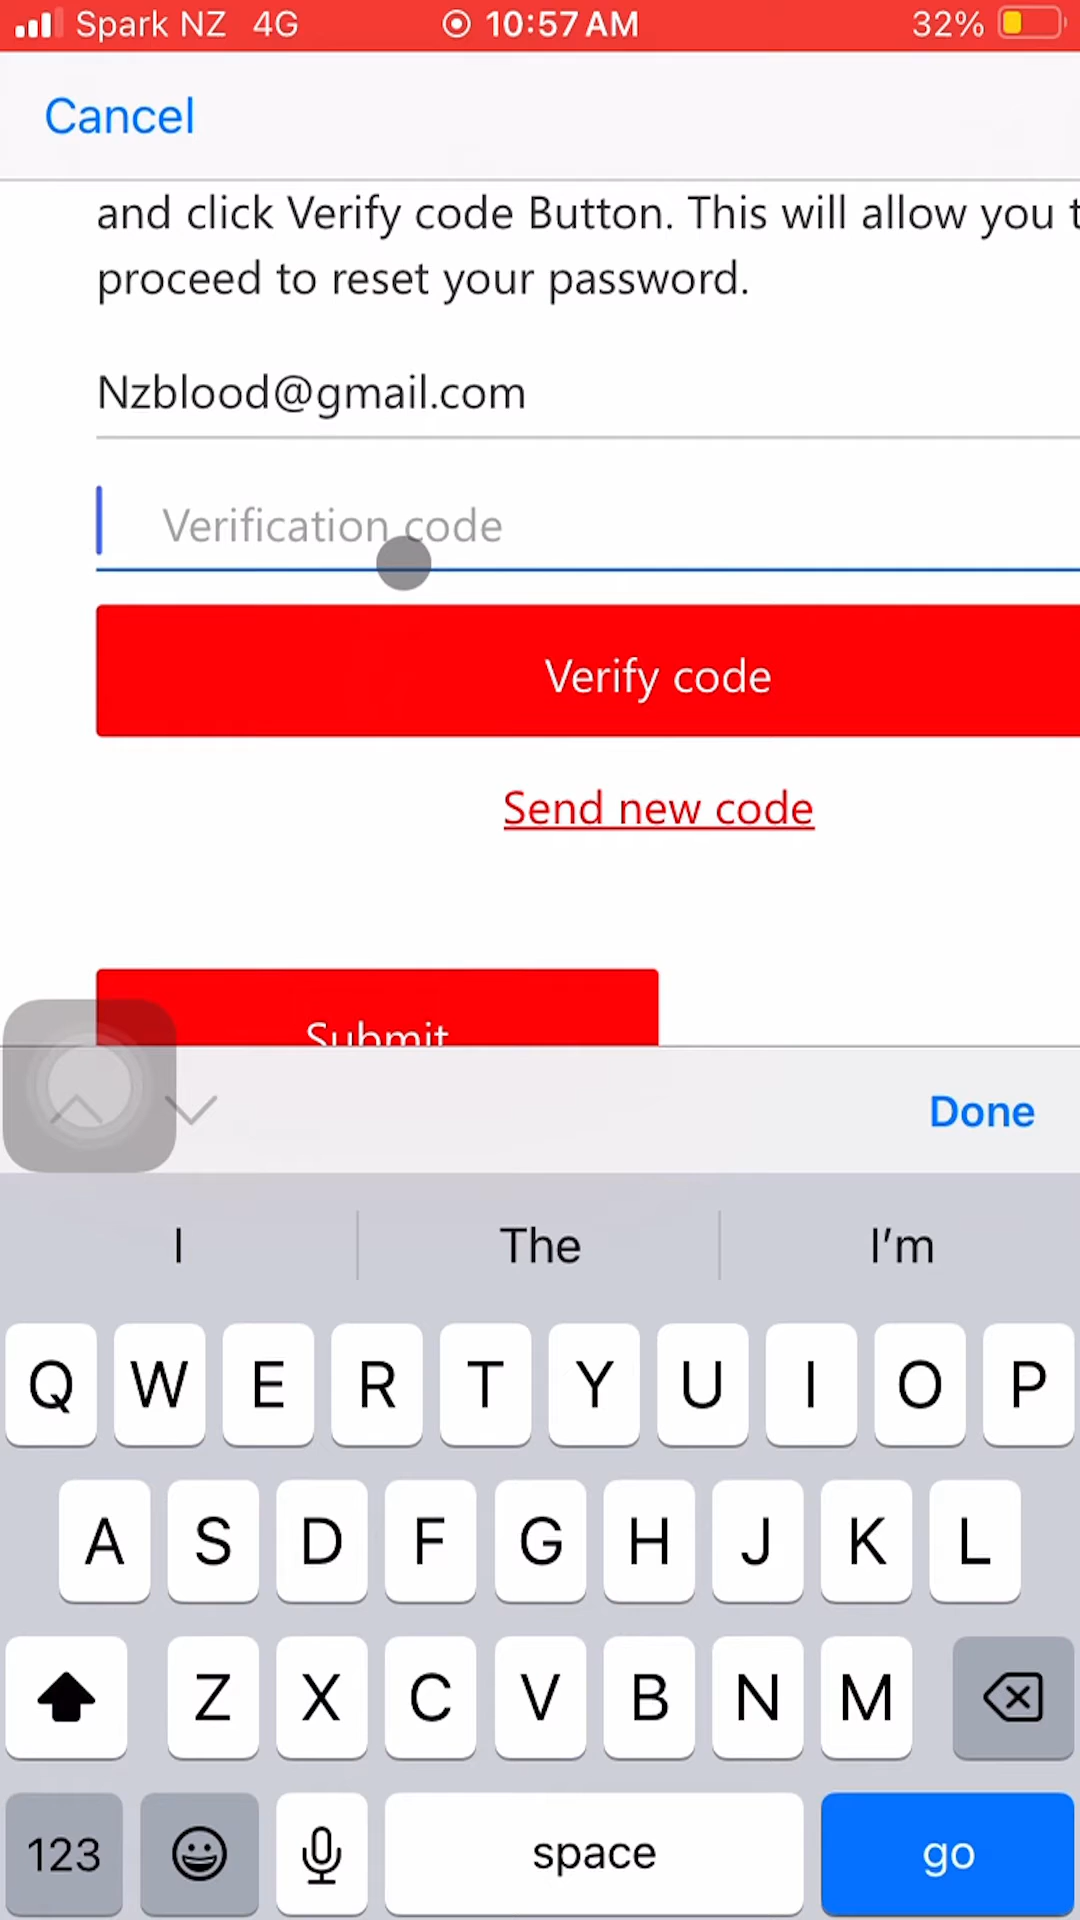 Spark NZ 4G 10:57 AM 32%
Cancel
and click Verify code Button. This will allow you t
proceed to reset your password.
Nzblood@gmail.com
Verification code
Verify code
Send new code
Submit
Done
I The I'm
Q W E R T Y U I O P
A S D F G H J K L
Z X C V B N M
123 space go